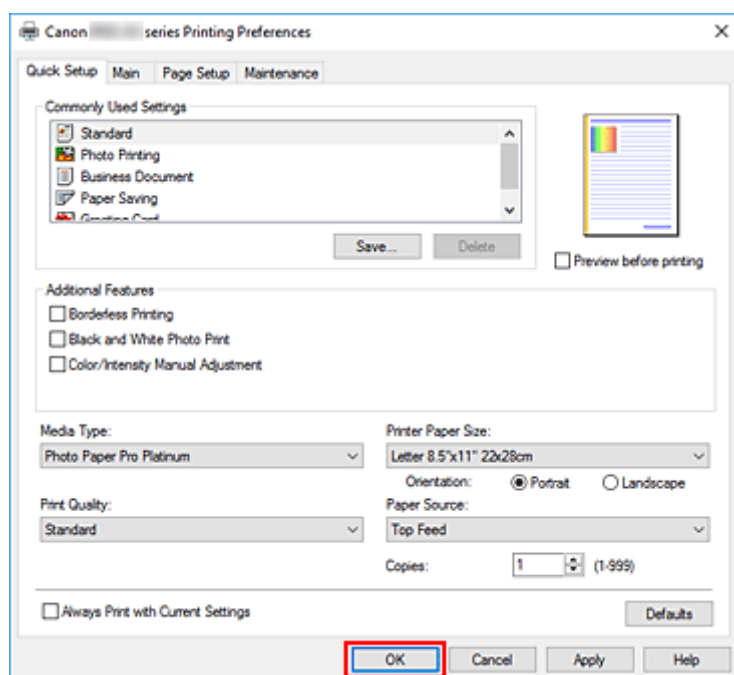 Canon series Printing Preferences
Quick Setup Main Page Setup Maintenance
Commonly Used Settings
Standard
Photo Printing
Business Document
Paper Saving
Save... Delete
Preview before printing
Additional Features
Borderless Printing
Black and White Photo Print
Color/Intensity Manual Adjustment
Media Type: Printer Paper Size:
Photo Paper Pro Platinum Letter 8.5"x11" 22x28cm
Orientation: Portrait Landscape
Print Quality: Paper Source:
Standard Top Feed
Copies: 1 (1-999)
Always Print with Current Settings Defaults
OK Cancel Apply Help